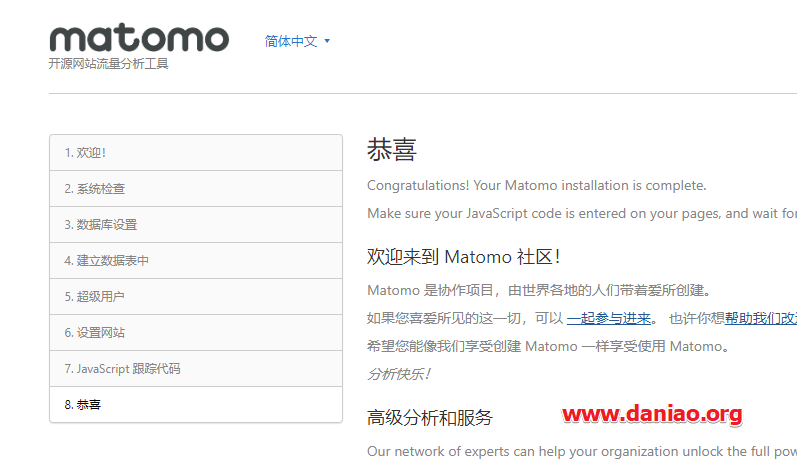 matomo 简体中文
开源网站流量分析工具
1. 欢迎!
2. 系统检查
3. 数据库设置
4. 建立数据表中
5. 超级用户
6. 设置网站
7. JavaScript 跟踪代码
8. 恭喜
恭喜
Congratulations! Your Matomo installation is complete.
Make sure your JavaScript code is entered on your pages, and wait for
欢迎来到 Matomo 社区!
Matomo 是协作项目，由世界各地的人们带着爱所创建。
如果您喜爱所见的这一切，可以 一起参与进来。 也许你想帮助我们改进
希望您能像我们享受创建 Matomo 一样享受使用 Matomo。
分析快乐!
高级分析和服务
www.daniao.org
Our network of experts can help your organization unlock the full